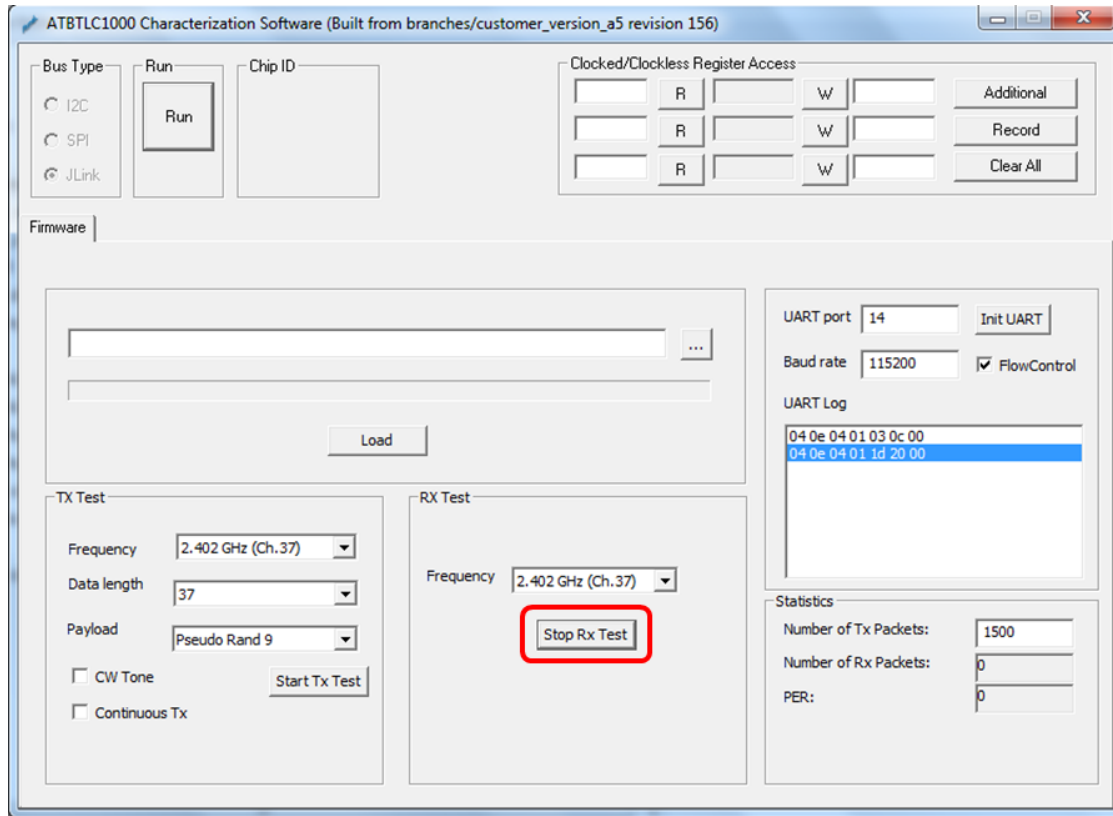 ATBTLC1000 Characterization Software (Built from branches/customer_version_a5 revision 156)
Bus Type
I2C
SPI
JLink
Run
Run
Chip ID
Clocked/Clockless Register Access
R W Additional
R W Record
R W Clear All
Firmware
...
Load
UART port 14 Init UART
Baud rate 115200 FlowControl
UART Log
04 0e 04 01 03 0c 00
04 0e 04 01 1d 20 00
TX Test
Frequency 2.402 GHz (Ch.37)
Data length 37
Payload Pseudo Rand 9
CW Tone Start Tx Test
Continuous Tx
RX Test
Frequency 2.402 GHz (Ch.37)
Stop Rx Test
Statistics
Number of Tx Packets: 1500
Number of Rx Packets: 0
PER: 0